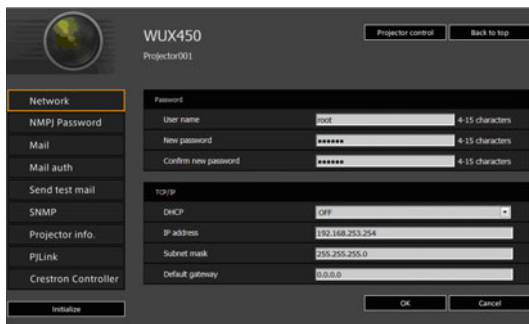 WUX450
Projector control
Back to top
Projector001
Network
NMPJ Password
Mail
Mail auth
Send test mail
SNMP
Projector info.
PJLink
Crestron Controller
Initialize
Password
User name root 4-15 characters
New password •••••• 4-15 characters
Confirm new password •••••• 4-15 characters
TCP/IP
DHCP OFF
IP address 192.168.253.254
Subnet mask 255.255.255.0
Default gateway 0.0.0.0
OK
Cancel